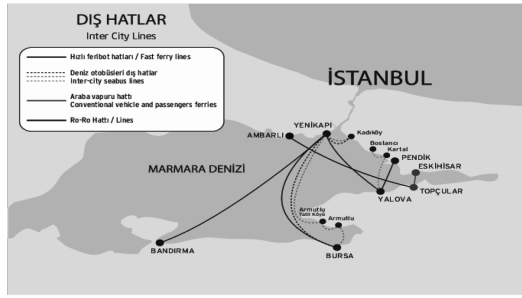 DIŞ HATLAR
Inter City Lines
Hızlı feribot hatları / Fast ferry lines
Deniz otobüsleri dış hatlar
Inter-city seabus lines
Araba vapuru hattı
Conventional vehicle and passengers ferries
Ro-Ro Hattı / Lines
İSTANBUL
YENİKAPI
Kadıköy
AMBARLI
Bostancı
Kartal
PENDİK
ESKİHİSAR
MARMARA DENİZİ
YALOVA
TOPÇULAR
Armutlu
Tatil Köyü
Armutlu
BANDIRMA
BURSA